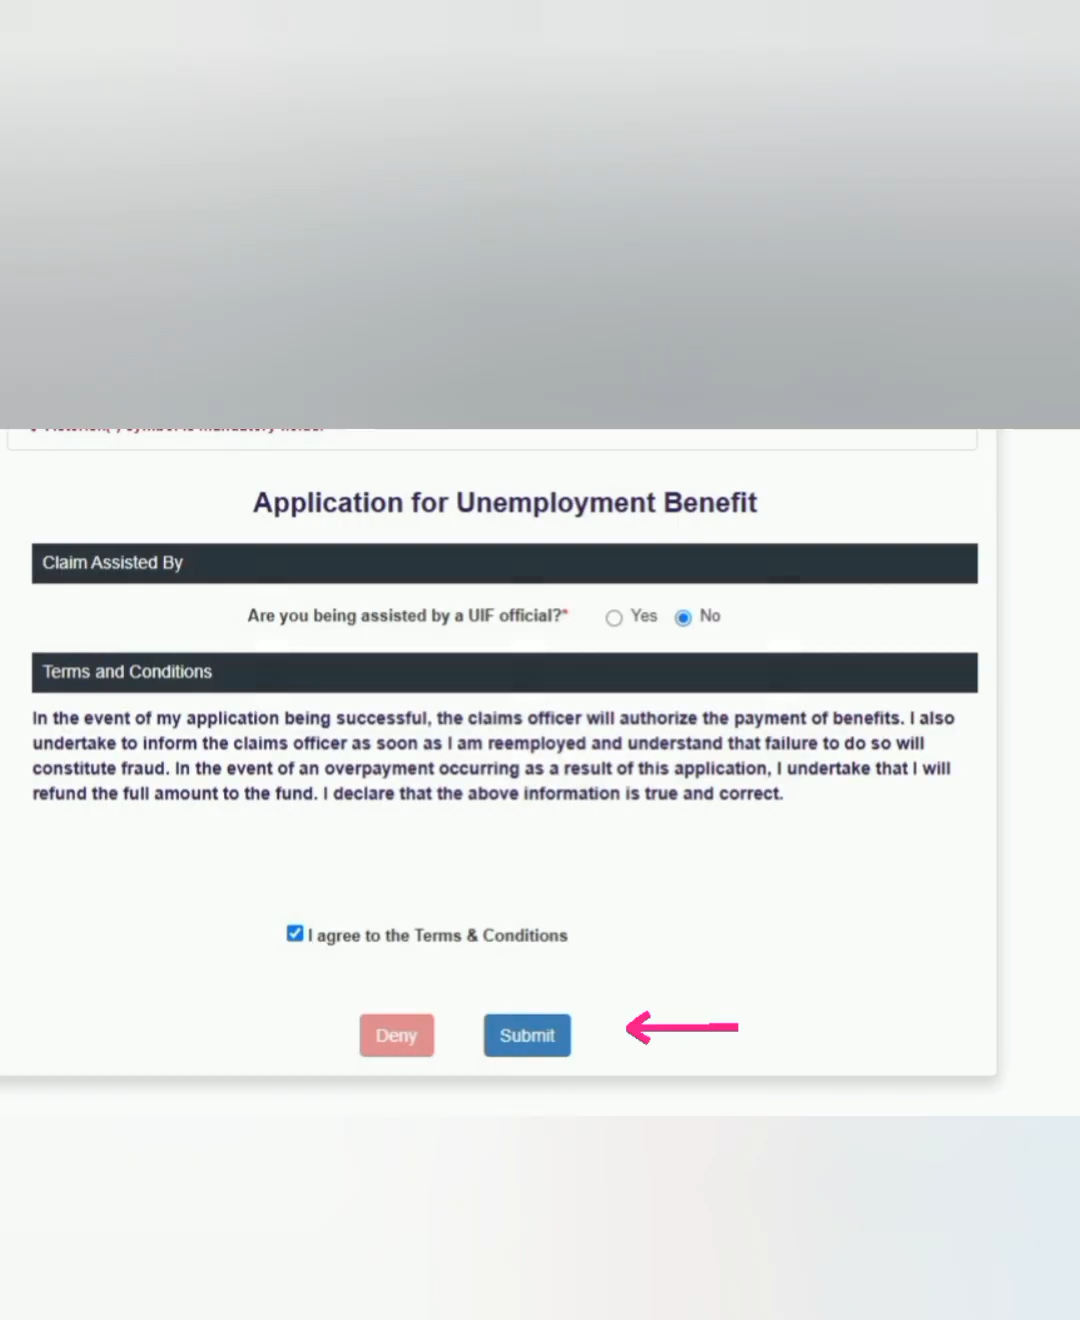 Application for Unemployment Benefit
Claim Assisted By
Are you being assisted by a UIF official?* Yes No
Terms and Conditions
In the event of my application being successful, the claims officer will authorize the payment of benefits. I also
undertake to inform the claims officer as soon as I am reemployed and understand that failure to do so will
constitute fraud. In the event of an overpayment occurring as a result of this application, I undertake that I will
refund the full amount to the fund. I declare that the above information is true and correct.
I agree to the Terms & Conditions
Deny Submit